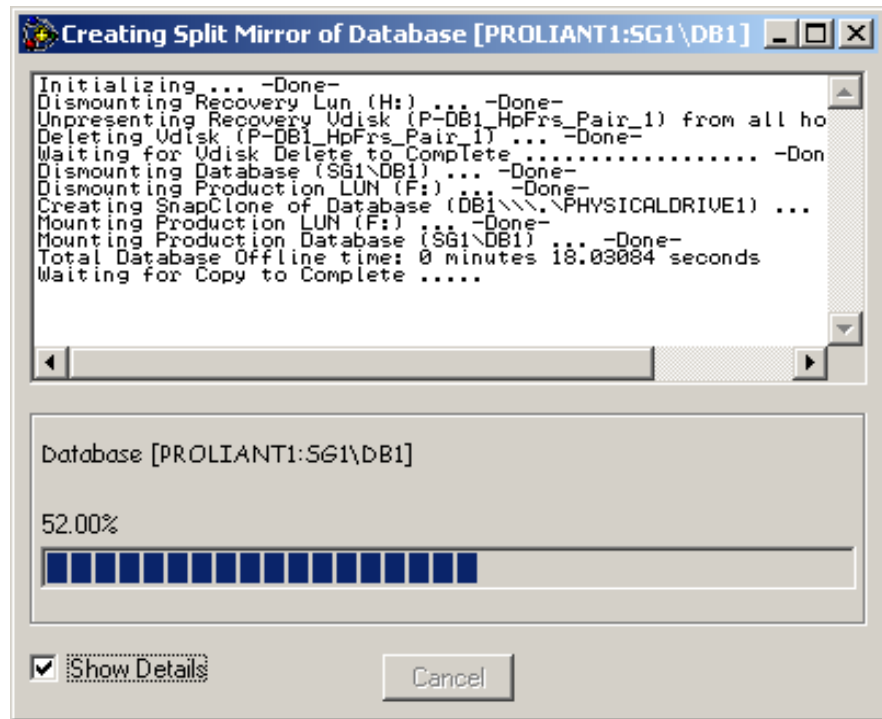 Creating Split Mirror of Database [PROLIANT1:SG1\DB1]
Initializing ... -Done-
Dismounting Recovery Lun (H:) ... -Done-
Unpresenting Recovery Vdisk (P-DB1_HpFrs_Pair_1) from all ho
Deleting Vdisk (P-DB1_HpFrs_Pair_1) ... -Done-
Waiting for Vdisk Delete to Complete .................. -Don
Dismounting Database (SG1\DB1) ... -Done-
Dismounting Production LUN (F:) ... -Done-
Creating SnapClone of Database (DB1\\\.\PHYSICALDRIVE1) ...
Mounting Production LUN (F:) ... -Done-
Mounting Production Database (SG1\DB1) ... -Done-
Total Database Offline time: 0 minutes 18.03084 seconds
Waiting for Copy to Complete .....
Database [PROLIANT1:SG1\DB1]
52.00%
Show Details
Cancel